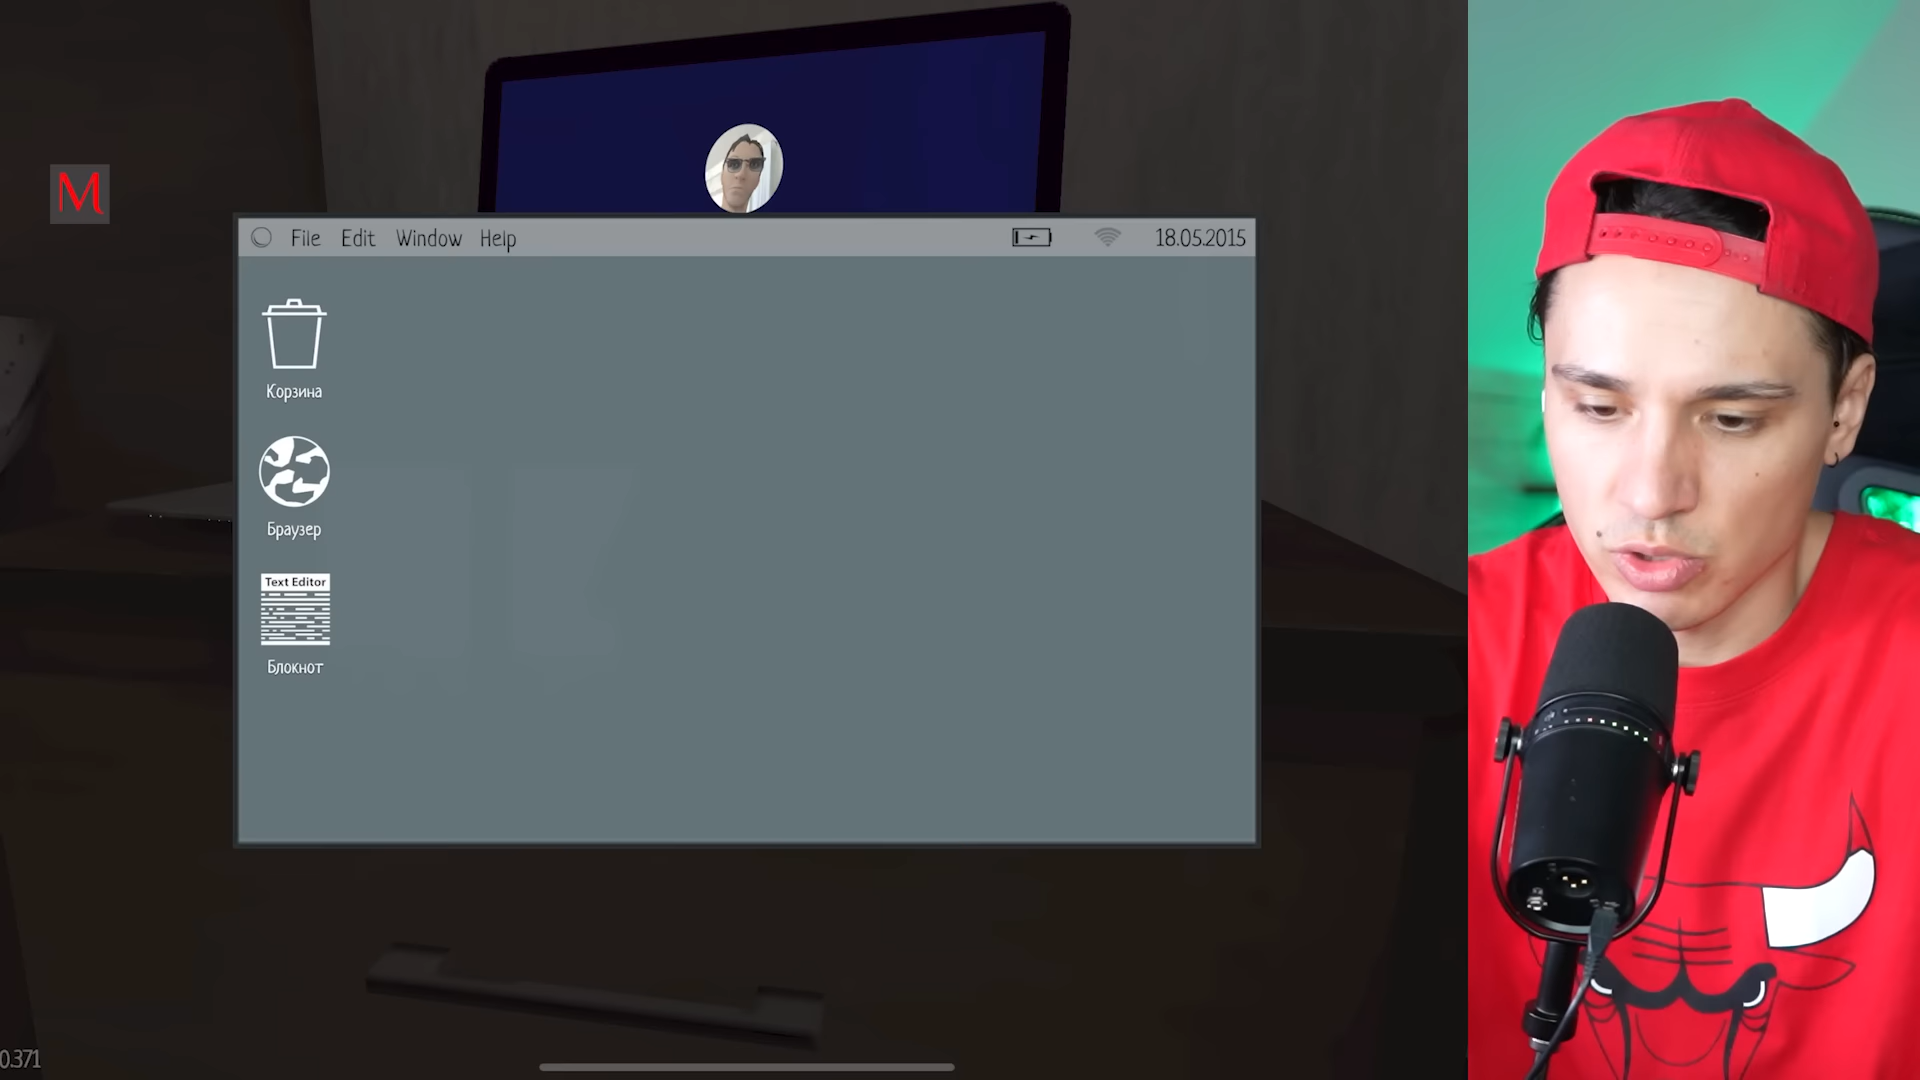 M
File Edit Window Help 18.05.2015
Корзина
Браузер
Text Editor
Блокнот
0.371